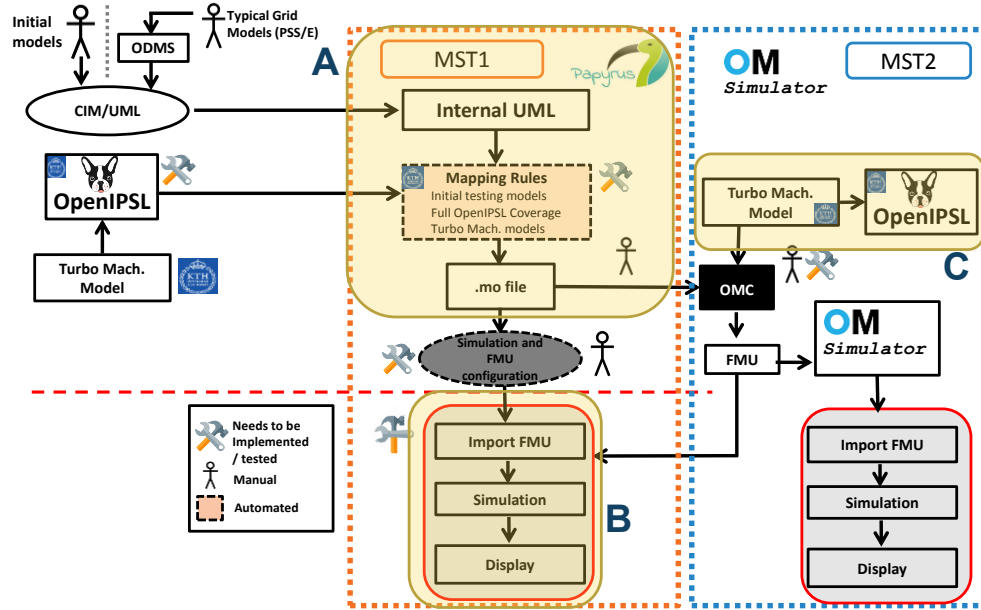 Initial
models
Typical Grid
Models (PSS/E)
ODMS
CIM/UML
OpenIPSL
Turbo Mach.
Model
KTH
A
MST1
Papyrus
Internal UML
Mapping Rules
Initial testing models
Full OpenIPSL Coverage
Turbo Mach. models
.mo file
Simulation and
FMU
configuration
Import FMU
Simulation
Display
B
OM
Simulator
MST2
Turbo Mach.
Model
OpenIPSL
C
OMC
FMU
OM
Simulator
Import FMU
Simulation
Display
Needs to be
Implemented
/ tested
Manual
Automated